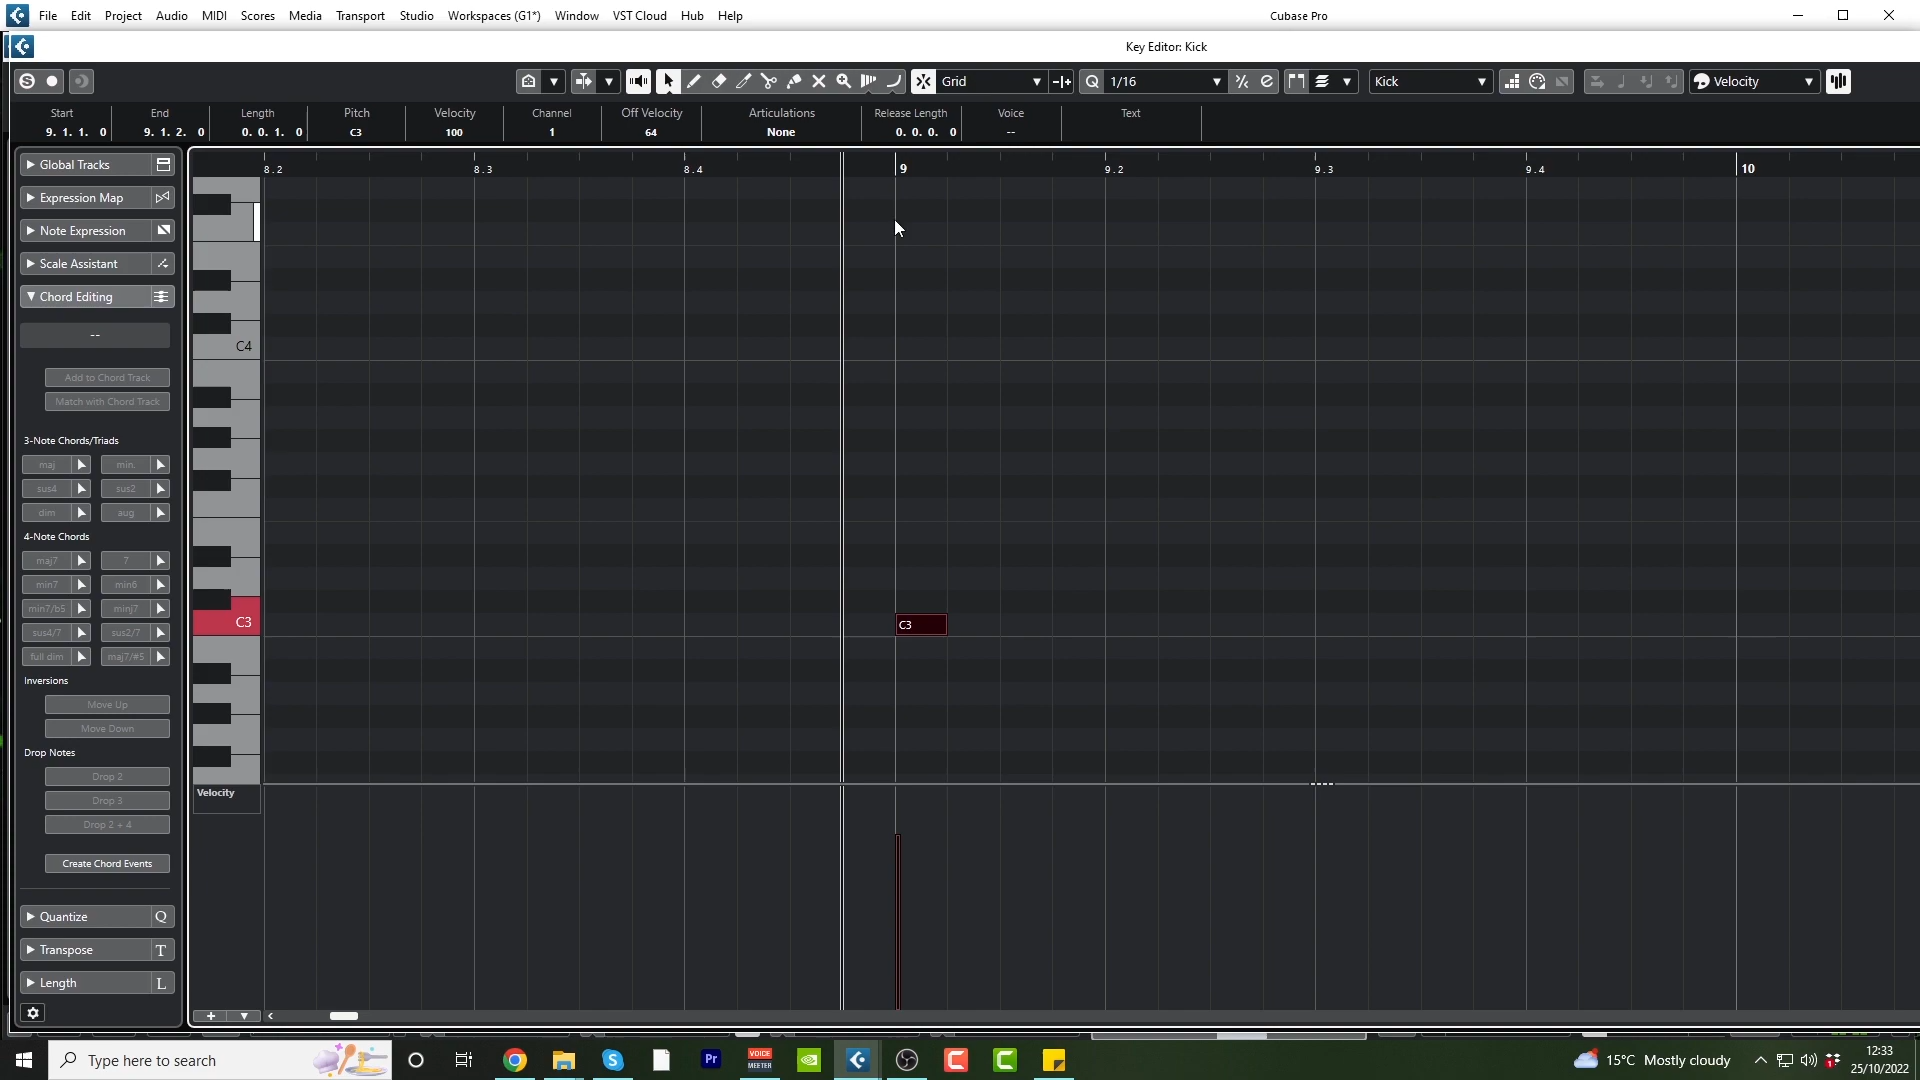 File Edit Project Audio MIDI Scores Media Transport Studio Workspaces (G1*) Window VST Cloud Hub Help Cubase Pro
Key Editor: Kick
Grid 1/16 Kick Velocity
Start End Length Pitch Velocity Channel Off Velocity Articulations Release Length Voice Text
9. 1. 1. 0 9. 1. 2. 0 0. 0. 1. 0 C3 100 1 64 None 0. 0. 0. 0 --
Global Tracks
8.2 8.3 8.4 9 9.2 9.3 9.4 10
Expression Map
Note Expression
Scale Assistant
Chord Editing
--
C4
Add to Chord Track
Match with Chord Track
3-Note Chords/Triads
maj min.
sus4 sus2
dim aug
4-Note Chords
maj7 7
min7 min6
min7/b5 minj7
C3 C3
sus4/7 sus2/7
full dim maj7/#5
Inversions
Move Up
Move Down
Drop Notes
Drop 2
Velocity
Drop 3
Drop 2 + 4
Create Chord Events
Quantize Q
Transpose T
Length L
Type here to search
Pr
VOICE
MEETER
15°C Mostly cloudy
12:33
25/10/2022